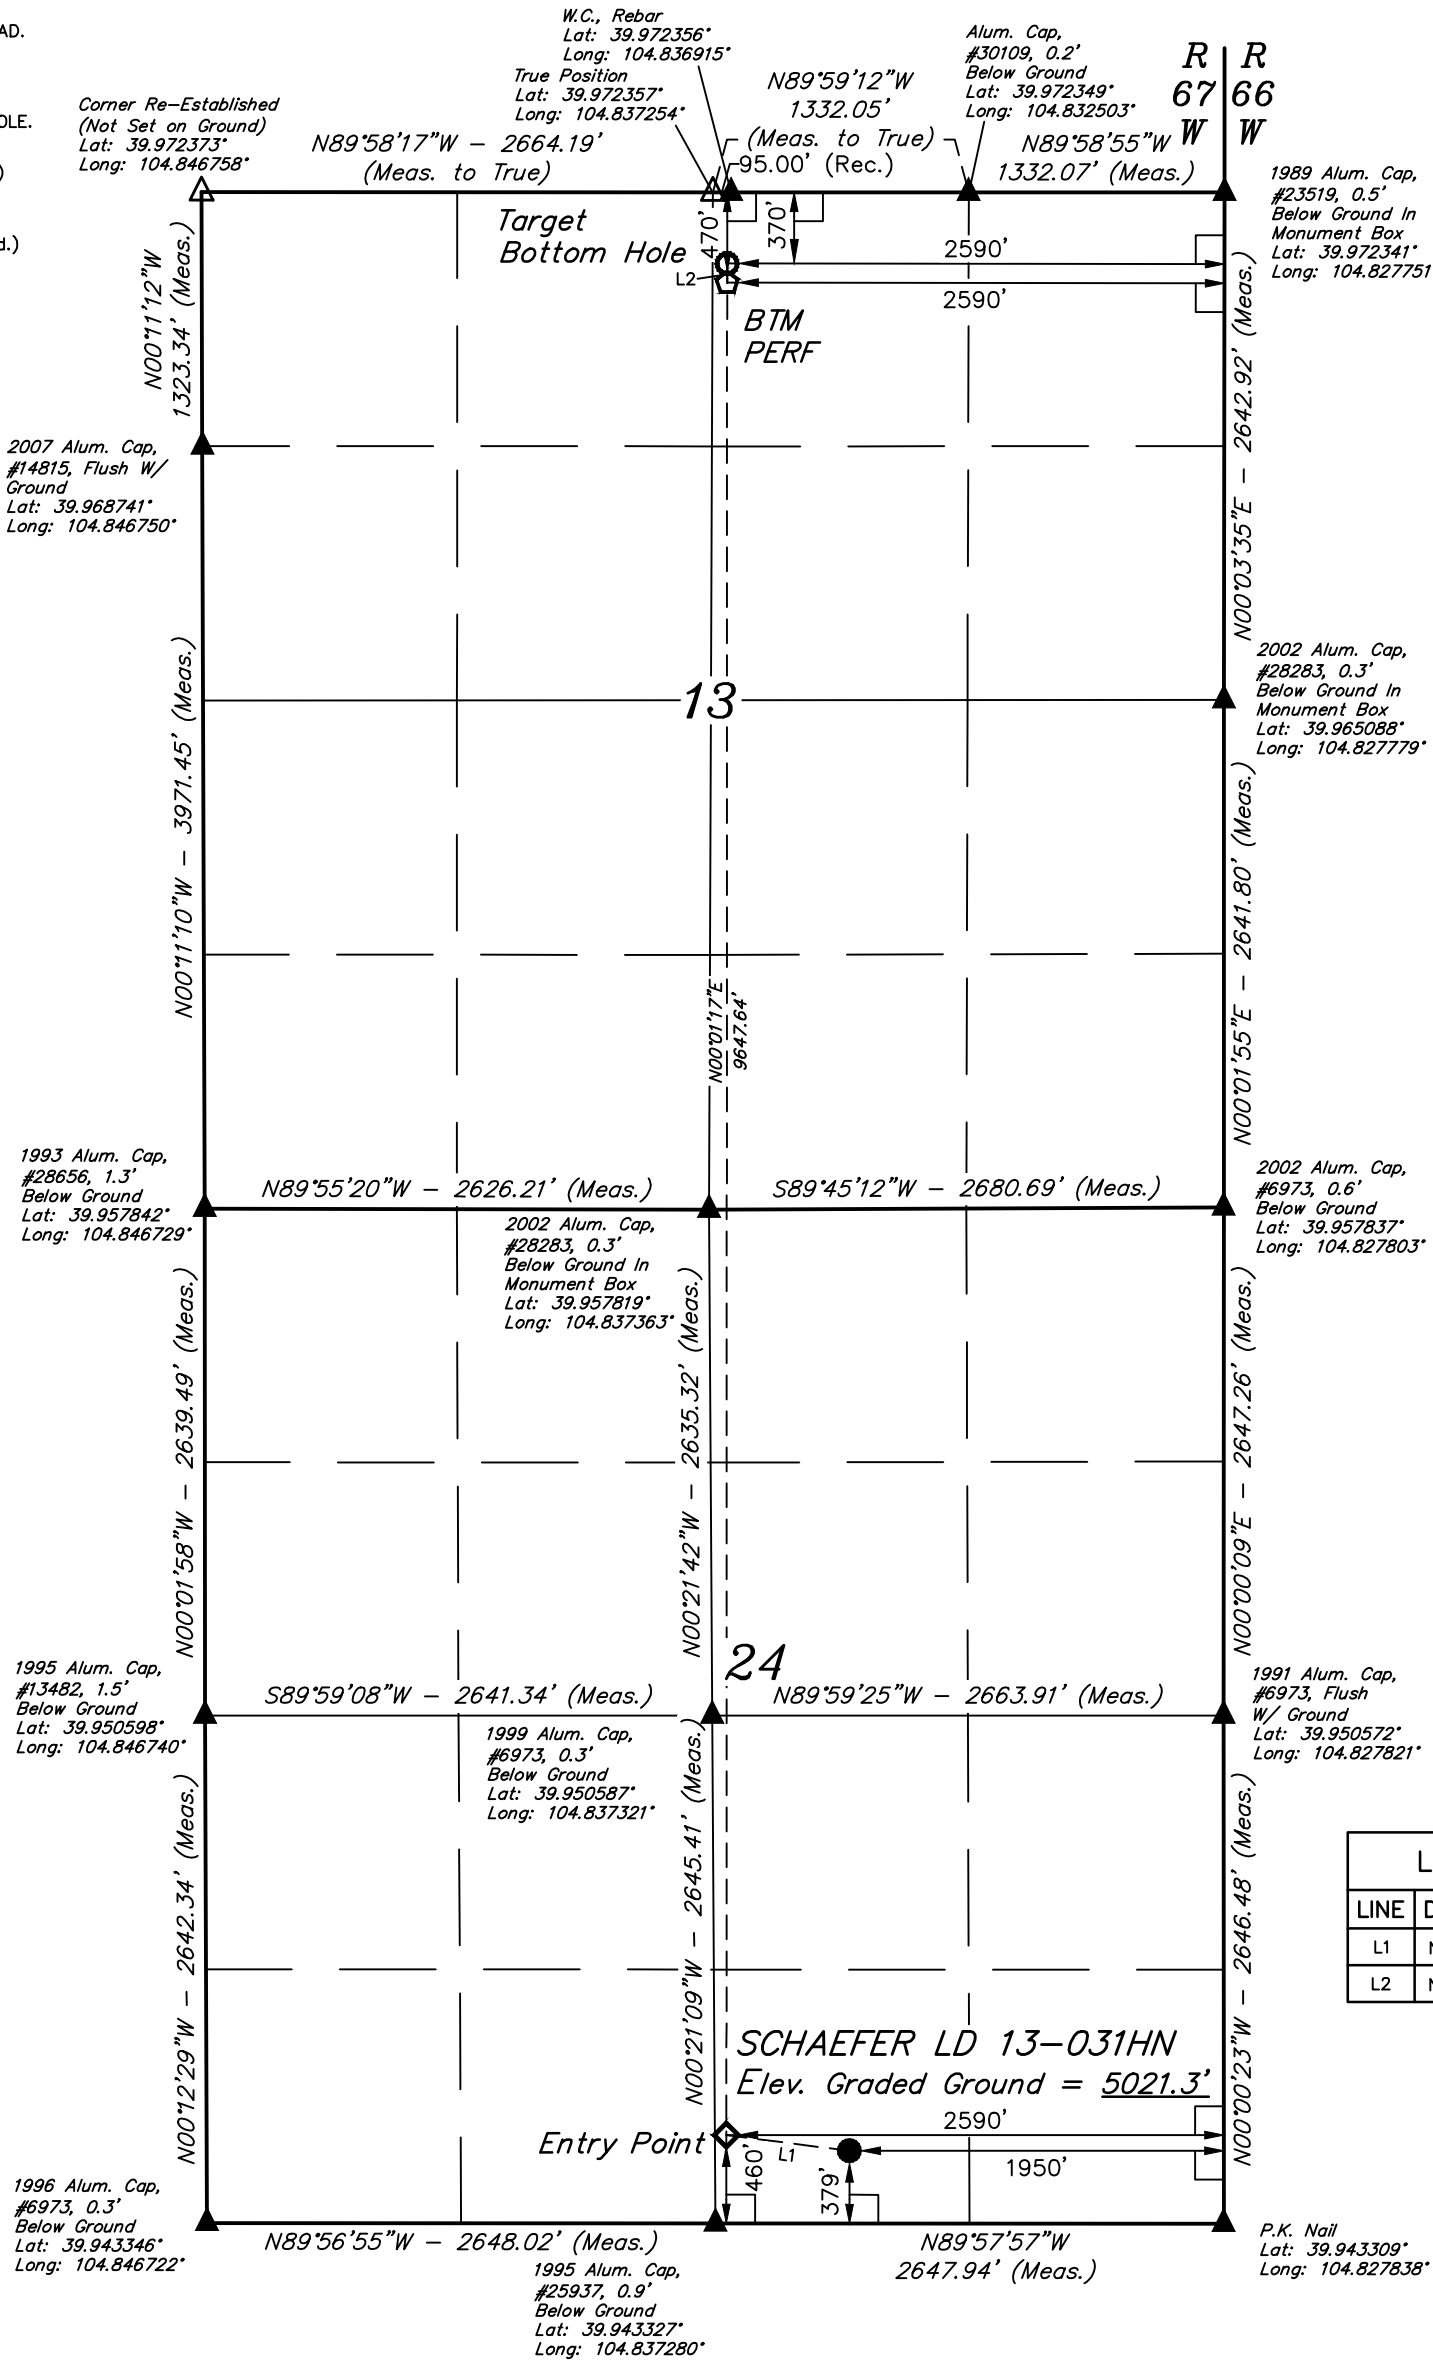 AD.
OLE.
)
d.)
W.C., Rebar
Lat: 39.972356°
Long: 104.836915°
True Position
Lat: 39.972357°
Long: 104.837254°
Alum. Cap,
#30109, 0.2'
Below Ground
Lat: 39.972349°
Long: 104.832503°
R R
67 66
W W
Corner Re-Established
(Not Set on Ground)
Lat: 39.972373°
Long: 104.846758°
N89°58'17"W - 2664.19'
(Meas. to True)
N89°59'12"W
1332.05'
(Meas. to True)
95.00' (Rec.)
N89°58'55"W
1332.07' (Meas.)
1989 Alum. Cap,
#23519, 0.5'
Below Ground In
Monument Box
Lat: 39.972341°
Long: 104.827751°
Target
Bottom Hole
470'
370'
2590'
L2
2590'
BTM
PERF
N00°11'12"W
1323.34' (Meas.)
N00°03'35"E - 2642.92' (Meas.)
2007 Alum. Cap,
#14815, Flush W/
Ground
Lat: 39.968741°
Long: 104.846750°
2002 Alum. Cap,
#28283, 0.3'
Below Ground In
Monument Box
Lat: 39.965088°
Long: 104.827779°
13
N00°11'10"W - 3971.45' (Meas.)
N00°01'17"E
9647.64'
N00°01'55"E - 2641.80' (Meas.)
1993 Alum. Cap,
#28656, 1.3'
Below Ground
Lat: 39.957842°
Long: 104.846729°
N89°55'20"W - 2626.21' (Meas.)
S89°45'12"W - 2680.69' (Meas.)
2002 Alum. Cap,
#6973, 0.6'
Below Ground
Lat: 39.957837°
Long: 104.827803°
2002 Alum. Cap,
#28283, 0.3'
Below Ground In
Monument Box
Lat: 39.957819°
Long: 104.837363°
N00°01'58"W - 2639.49' (Meas.)
N00°21'42"W - 2635.32' (Meas.)
N00°00'09"E - 2647.26' (Meas.)
24
1995 Alum. Cap,
#13482, 1.5'
Below Ground
Lat: 39.950598°
Long: 104.846740°
S89°59'08"W - 2641.34' (Meas.)
N89°59'25"W - 2663.91' (Meas.)
1991 Alum. Cap,
#6973, Flush
W/ Ground
Lat: 39.950572°
Long: 104.827821°
1999 Alum. Cap,
#6973, 0.3'
Below Ground
Lat: 39.950587°
Long: 104.837321°
N00°12'29"W - 2642.34' (Meas.)
N00°21'09"W - 2645.41' (Meas.)
N00°00'23"W - 2646.48' (Meas.)
L
LINE D
L1 N
L2 N
SCHAEFER LD 13-031HN
Elev. Graded Ground = 5021.3'
2590'
Entry Point
L1
460'
379'
1950'
1996 Alum. Cap,
#6973, 0.3'
Below Ground
Lat: 39.943346°
Long: 104.846722°
N89°56'55"W - 2648.02' (Meas.)
N89°57'57"W
2647.94' (Meas.)
P.K. Nail
Lat: 39.943309°
Long: 104.827838°
1995 Alum. Cap,
#25937, 0.9'
Below Ground
Lat: 39.943327°
Long: 104.837280°